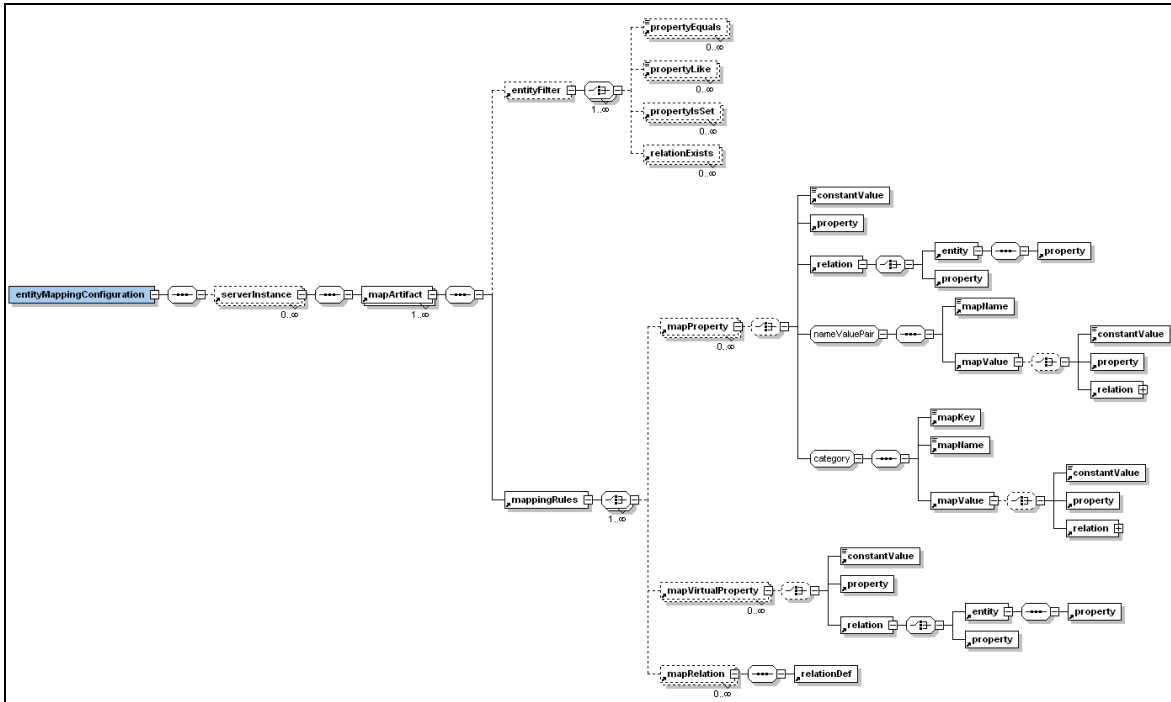 propertyEquals
0..∞
propertyLike
0..∞
entityFilter
1..∞
propertyIsSet
0..∞
relationExists
0..∞
constantValue
property
relation
entity
property
property
entityMappingConfiguration
serverInstance
0..∞
mapArtifact
1..∞
mapProperty
0..∞
nameValuePair
mapName
mapValue
constantValue
property
relation
category
mapKey
mapName
mapValue
constantValue
property
relation
mappingRules
1..∞
mapVirtualProperty
0..∞
constantValue
property
relation
entity
property
property
mapRelation
0..∞
relationDef